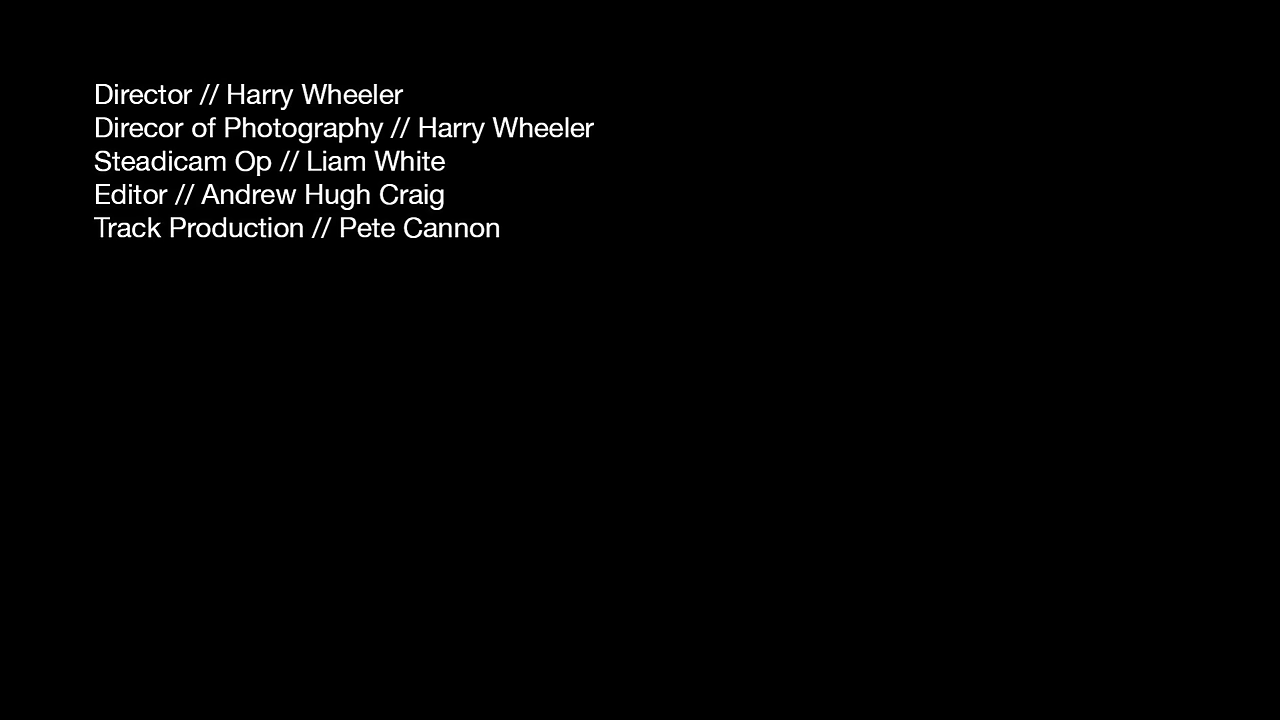 Director // Harry Wheeler
Direcor of Photography // Harry Wheeler
Steadicam Op // Liam White
Editor // Andrew Hugh Craig
Track Production // Pete Cannon